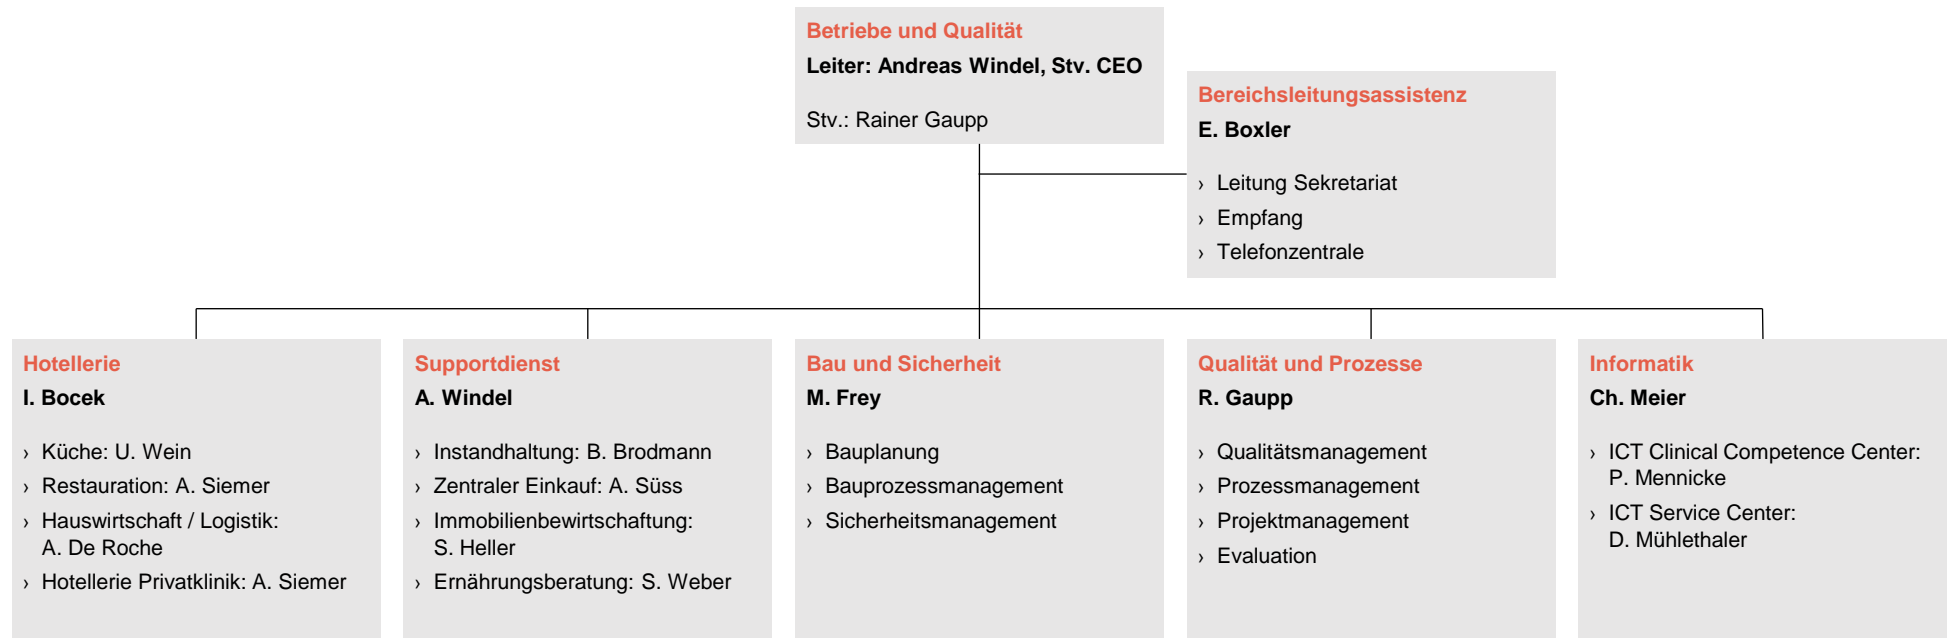 Betriebe und Qualität
Leiter: Andreas Windel, Stv. CEO
Stv.: Rainer Gaupp
Bereichsleitungsassistenz
E. Boxler
› Leitung Sekretariat
› Empfang
› Telefonzentrale
Hotellerie
I. Bocek
› Küche: U. Wein
› Restauration: A. Siemer
› Hauswirtschaft / Logistik:
A. De Roche
› Hotellerie Privatklinik: A. Siemer
Supportdienst
A. Windel
› Instandhaltung: B. Brodmann
› Zentraler Einkauf: A. Süss
› Immobilienbewirtschaftung:
S. Heller
› Ernährungsberatung: S. Weber
Bau und Sicherheit
M. Frey
› Bauplanung
› Bauprozessmanagement
› Sicherheitsmanagement
Qualität und Prozesse
R. Gaupp
› Qualitätsmanagement
› Prozessmanagement
› Projektmanagement
› Evaluation
Informatik
Ch. Meier
› ICT Clinical Competence Center:
P. Mennicke
› ICT Service Center:
D. Mühlethaler